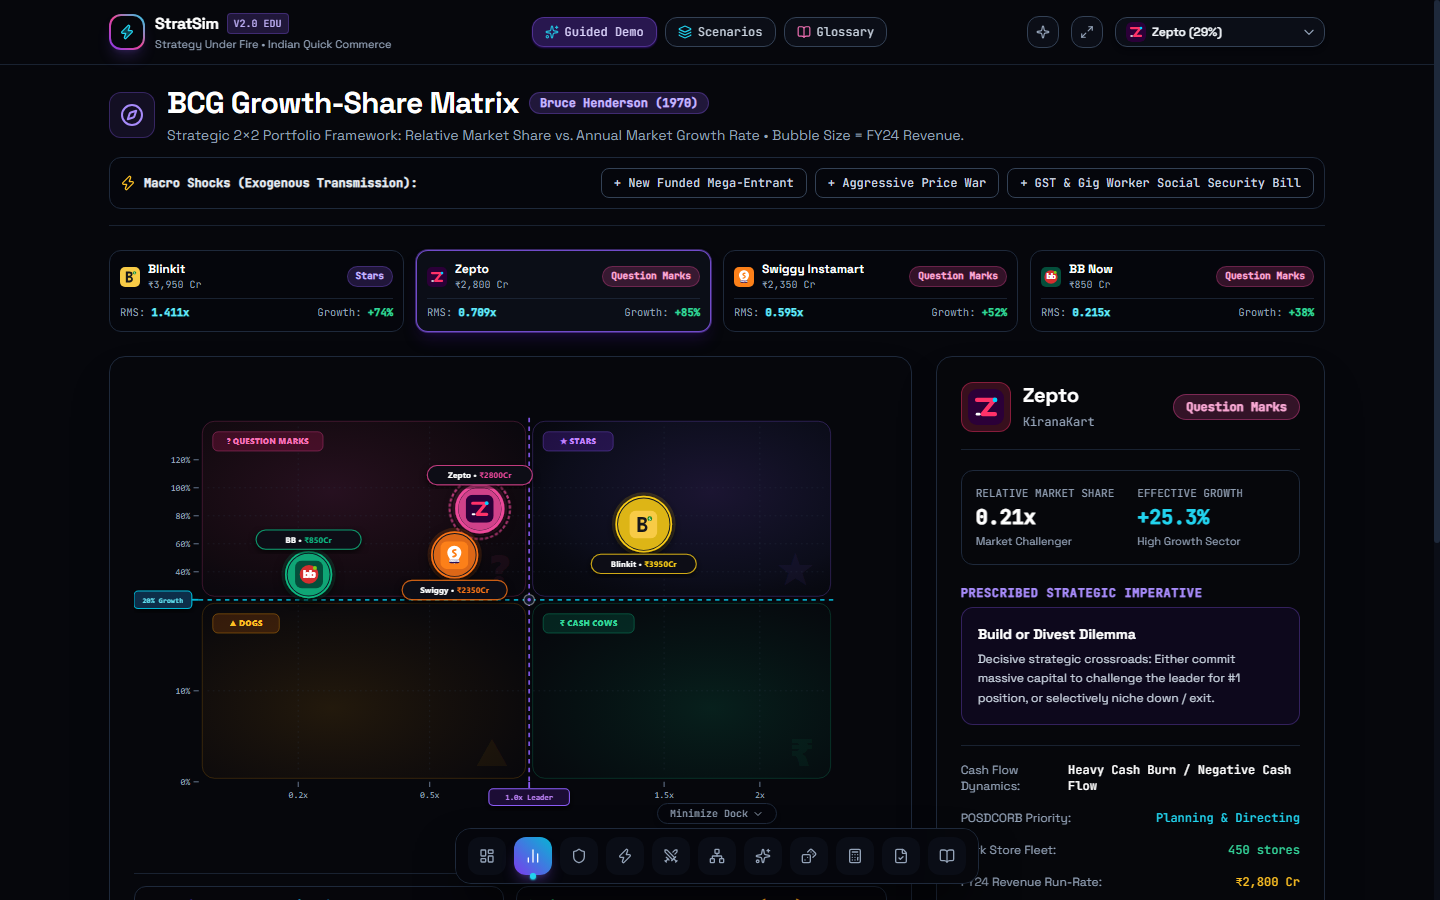 StratSim V2.0 EDU
Strategy Under Fire • Indian Quick Commerce
Guided Demo
Scenarios
Glossary
Zepto (29%)
BCG Growth-Share Matrix
Bruce Henderson (1970)
Strategic 2×2 Portfolio Framework: Relative Market Share vs. Annual Market Growth Rate • Bubble Size = FY24 Revenue.
Macro Shocks (Exogenous Transmission):
+ New Funded Mega-Entrant
+ Aggressive Price War
+ GST & Gig Worker Social Security Bill
Blinkit
₹3,950 Cr
Stars
RMS: 1.411x
Growth: +74%
Zepto
₹2,800 Cr
Question Marks
RMS: 0.709x
Growth: +85%
Swiggy Instamart
₹2,350 Cr
Question Marks
RMS: 0.595x
Growth: +52%
BB Now
₹850 Cr
Question Marks
RMS: 0.215x
Growth: +38%
? QUESTION MARKS
★ STARS
120%
100%
80%
60%
40%
20% Growth
10%
0%
Zepto • ₹2800Cr
BB • ₹850Cr
Swiggy • ₹2350Cr
Blinkit • ₹3950Cr
▲ DOGS
₹ CASH COWS
0.2x
0.5x
1.0x Leader
1.5x
2x
Minimize Dock
Zepto
KiranaKart
Question Marks
RELATIVE MARKET SHARE
0.21x
Market Challenger
EFFECTIVE GROWTH
+25.3%
High Growth Sector
PRESCRIBED STRATEGIC IMPERATIVE
Build or Divest Dilemma
Decisive strategic crossroads: Either commit
massive capital to challenge the leader for #1
position, or selectively niche down / exit.
Cash Flow
Dynamics:
Heavy Cash Burn / Negative Cash
Flow
POSDCORB Priority:
Planning & Directing
k Store Fleet:
450 stores
FY24 Revenue Run-Rate:
₹2,800 Cr